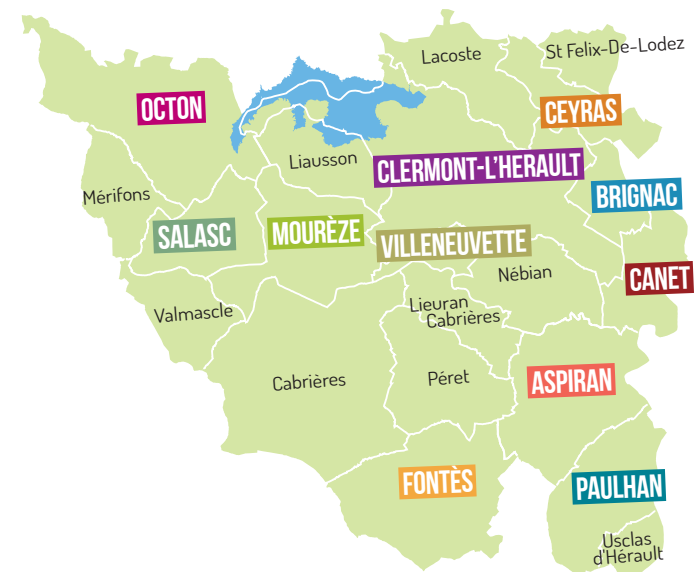 Lacoste
St Felix-De-Lodez
OCTON
CEYRAS
Liausson
CLERMONT-L'HERAULT
Mérifons
BRIGNAC
SALASC
MOURÈZE
VILLENEUVETTE
Nébian
CANET
Valmascle
Lieuran
Cabrières
Cabrières
Péret
ASPIRAN
FONTÈS
PAULHAN
Usclas
d'Hérault